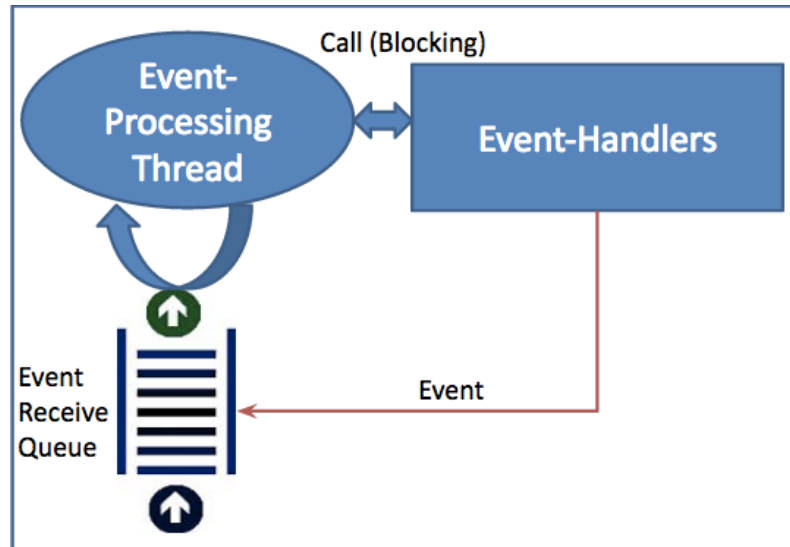 Call (Blocking)
Event-
Processing
Thread
Event-Handlers
Event
Receive
Queue
Event